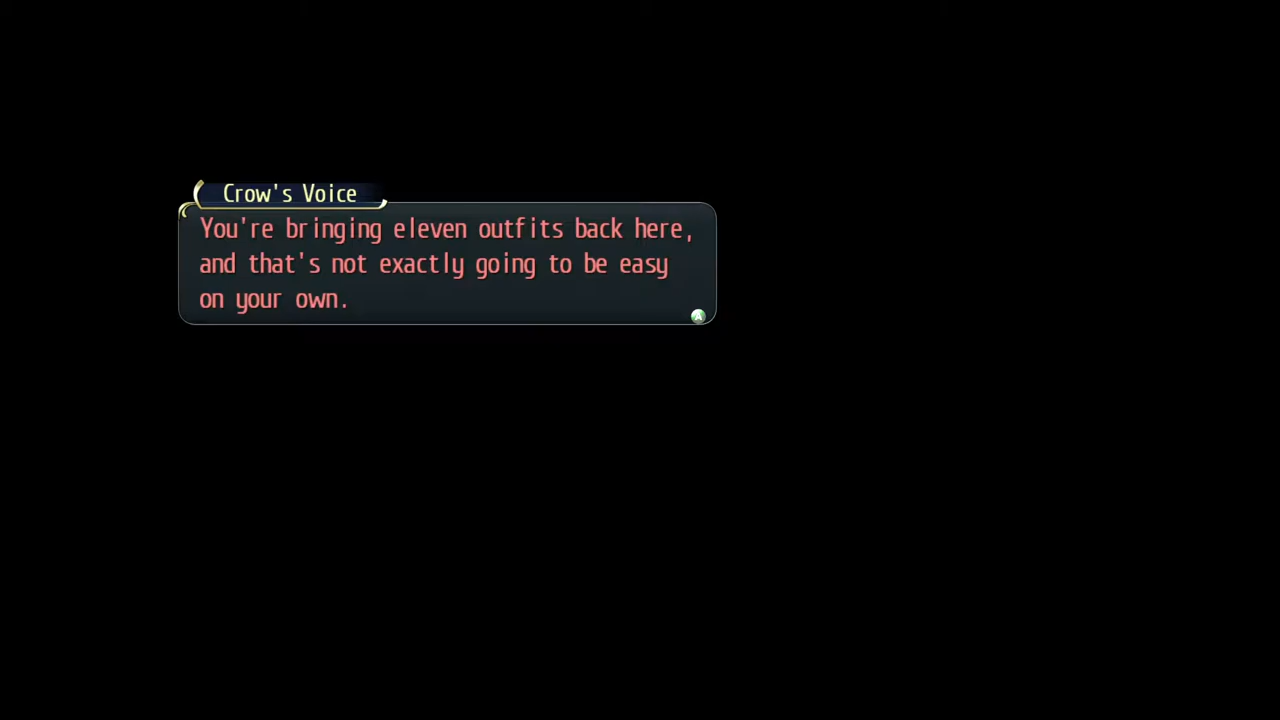 Crow's Voice
You're bringing eleven outfits back here,
and that's not exactly going to be easy
on your own.
A